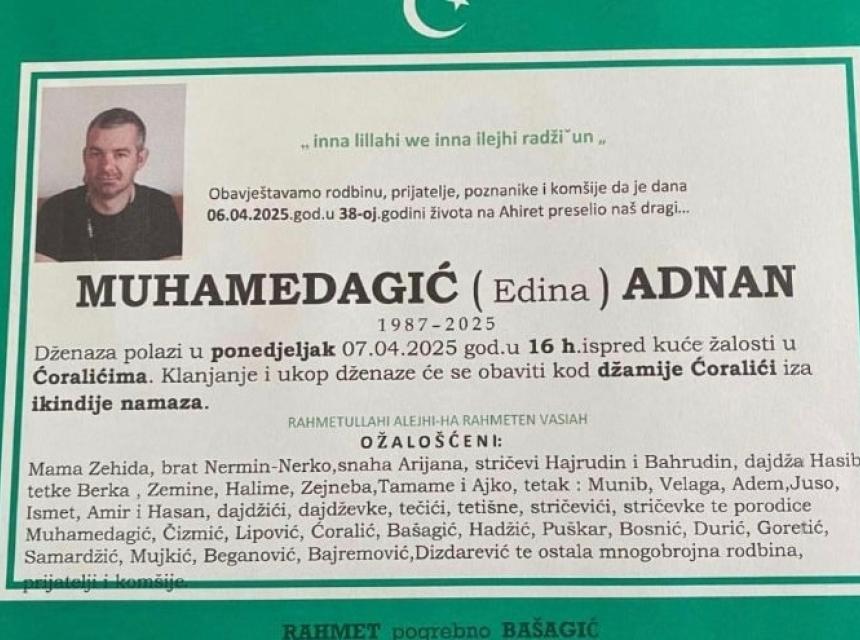 „ inna lillahi we inna ilejhi radžiˇun „
Obavještavamo rodbinu, prijatelje, poznanike i komšije da je dana
06.04.2025.god.u 38-oj.godini života na Ahiret preselio naš dragi...
MUHAMEDAGIĆ ( Edina ) ADNAN
1987-2025
Dženaza polazi u ponedjeljak 07.04.2025 god.u 16 h.ispred kuće žalosti u
Ćoralićima. Klanjanje i ukop dženaze će se obaviti kod džamije Ćoralići iza
ikindije namaza.
RAHMETULLAHI ALEJHI-HA RAHMETEN VASIAH
OŽALOŠĆENI:
Mama Zehida, brat Nermin-Nerko,snaha Arijana, stričevi Hajrudin i Bahrudin, dajdža Hasib
tetke Berka , Zemine, Halime, Zejneba,Tamame i Ajko, tetak : Munib, Velaga, Adem,Juso,
Ismet, Amir i Hasan, dajdžići, dajdževke, tečići, tetišne, stričevići, stričevke te porodice
Muhamedagić, Čizmić, Lipović, Ćoralić, Bašagić, Hadžić, Puškar, Bosnić, Durić, Goretić,
Samardžić, Mujkić, Beganović, Bajremović,Dizdarević te ostala mnogobrojna rodbina,
prijatelji i komšije.
RAHMET pogrebno BAŠAGIĆ